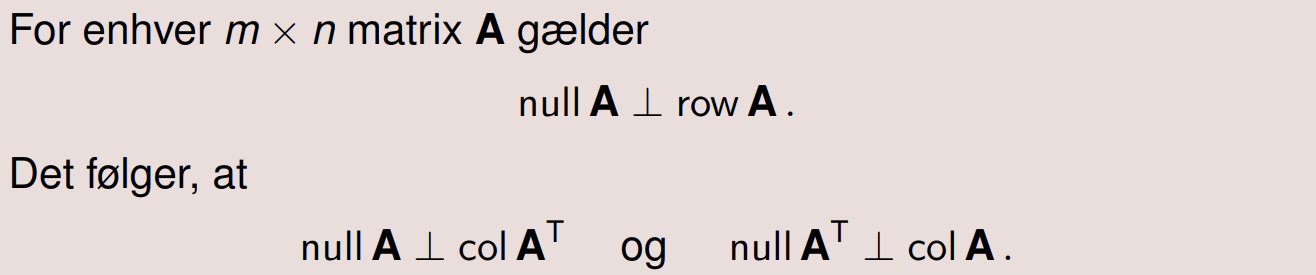 For enhver m × n matrix A gælder
null A ⊥ row A .
Det følger, at
null A ⊥ col Aᵀ og null Aᵀ ⊥ col A .